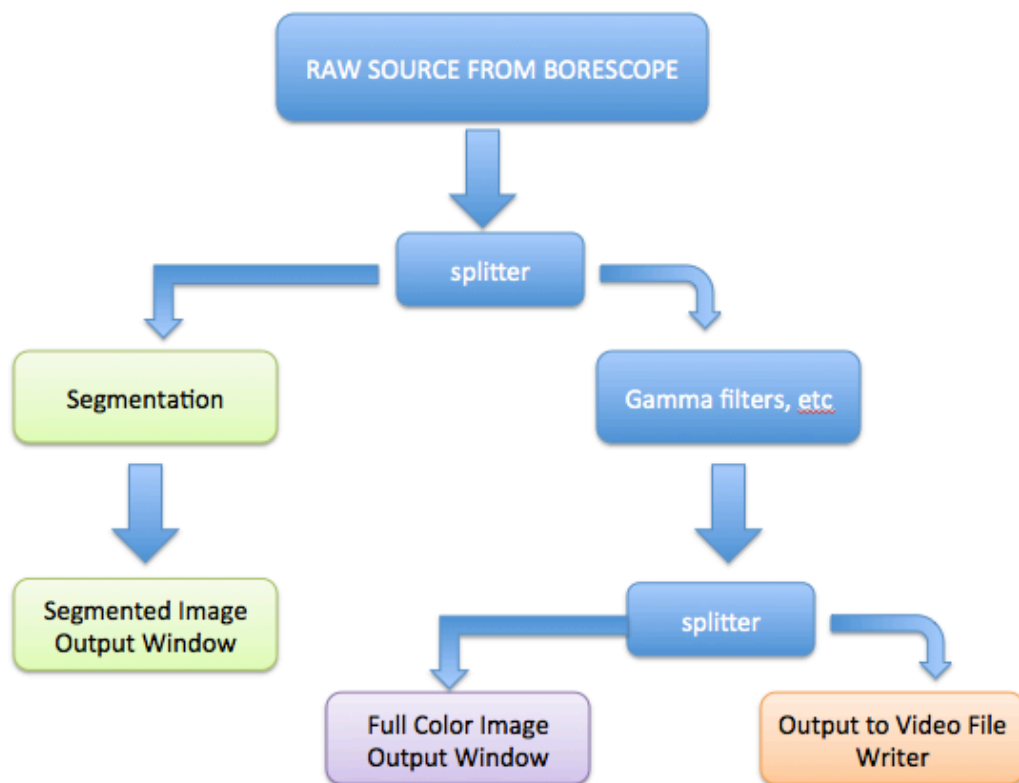 RAW SOURCE FROM BORESCOPE
splitter
Segmentation
Gamma filters, etc
Segmented Image
Output Window
splitter
Full Color Image
Output Window
Output to Video File
Writer